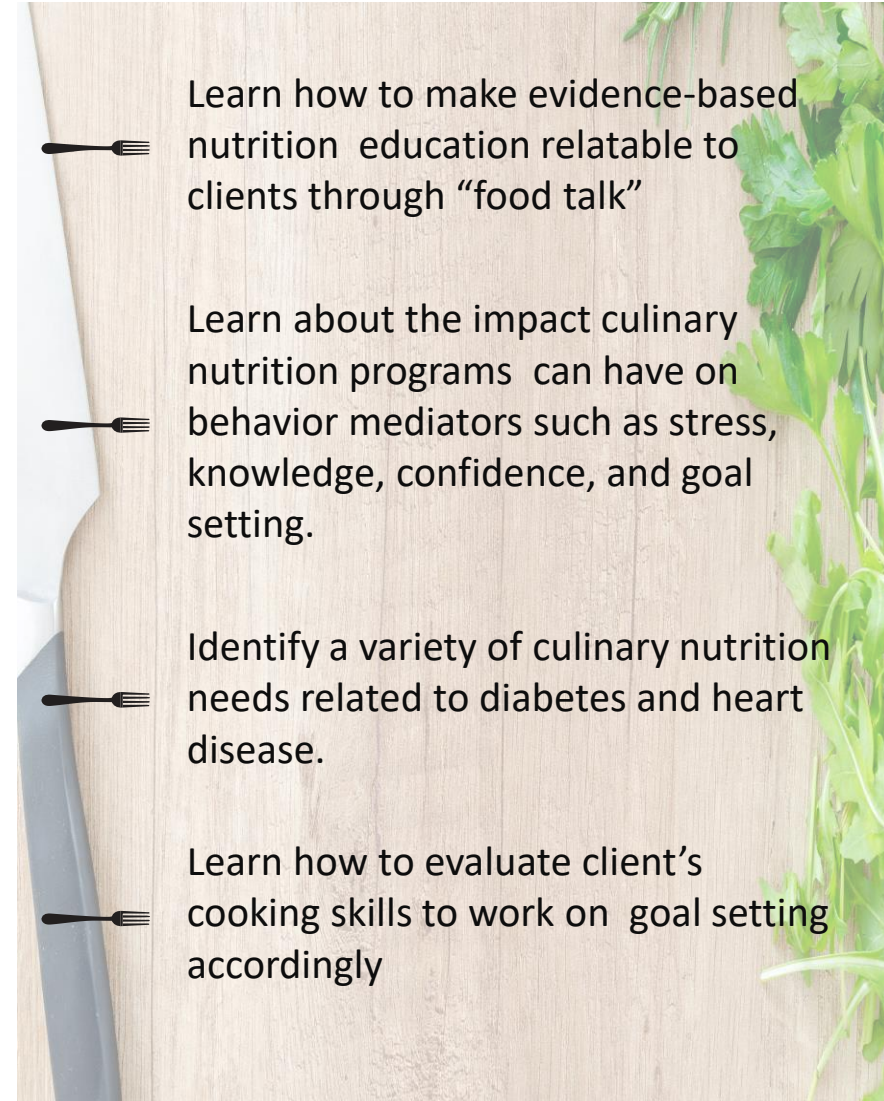 Learn how to make evidence-based
nutrition  education relatable to
clients through “food talk”
Learn about the impact culinary
nutrition programs  can have on
behavior mediators such as stress,
knowledge, confidence, and goal
setting.
Identify a variety of culinary nutrition
needs related to diabetes and heart
disease.
Learn how to evaluate client’s
cooking skills to work on  goal setting
accordingly